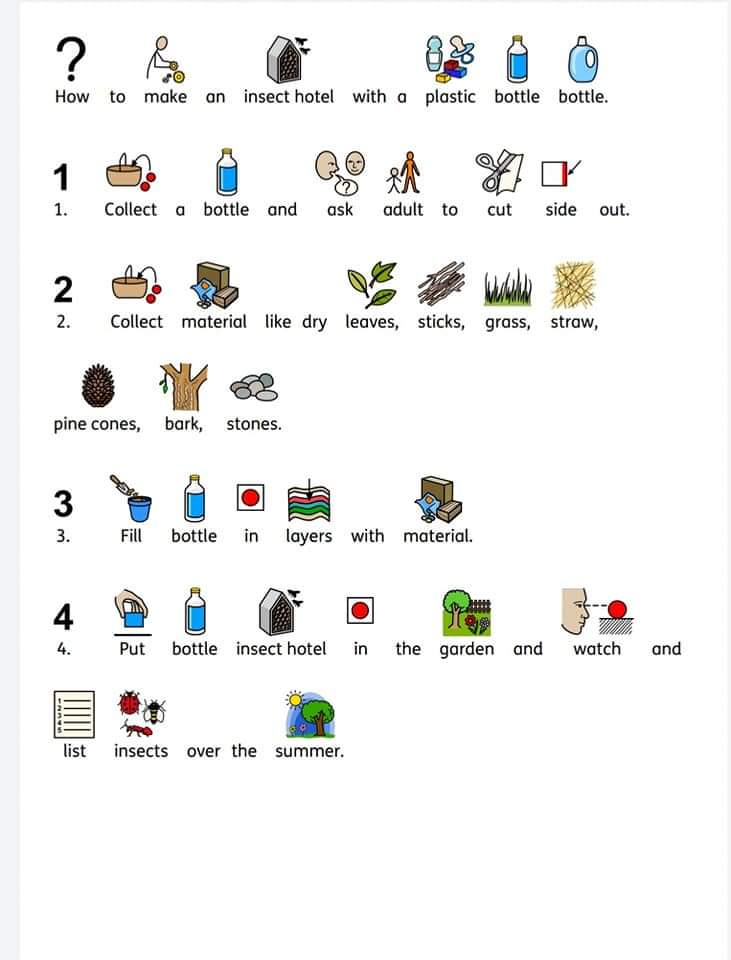 How to make an insect hotel with a plastic bottle bottle.
1
1. Collect a bottle and ask adult to cut side out.
2
2. Collect material like dry leaves, sticks, grass, straw,
pine cones, bark, stones.
3
3. Fill bottle in layers with material.
4
4. Put bottle insect hotel in the garden and watch and
list insects over the summer.